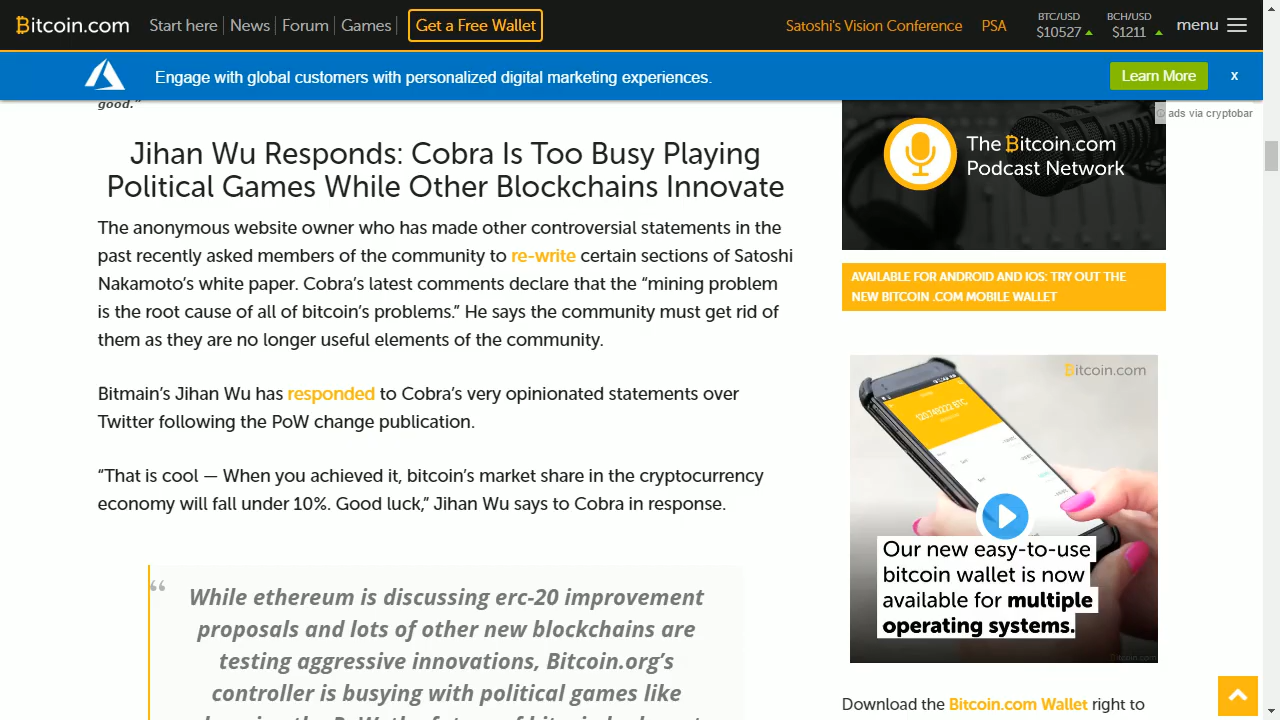 Bitcoin.com
Start here
News
Forum
Games
Get a Free Wallet
Satoshi's Vision Conference
PSA
BTC/USD
$10527
BCH/USD
$1211
menu
Engage with global customers with personalized digital marketing experiences.
Learn More
x
ads via cryptobar
good.”
Jihan Wu Responds: Cobra Is Too Busy Playing
Political Games While Other Blockchains Innovate
The anonymous website owner who has made other controversial statements in the
past recently asked members of the community to re-write certain sections of Satoshi
Nakamoto’s white paper. Cobra’s latest comments declare that the “mining problem
is the root cause of all of bitcoin’s problems.” He says the community must get rid of
them as they are no longer useful elements of the community.
Bitmain’s Jihan Wu has responded to Cobra’s very opinionated statements over
Twitter following the PoW change publication.
“That is cool — When you achieved it, bitcoin’s market share in the cryptocurrency
economy will fall under 10%. Good luck,” Jihan Wu says to Cobra in response.
“
While ethereum is discussing erc-20 improvement
proposals and lots of other new blockchains are
testing aggressive innovations, Bitcoin.org’s
controller is busying with political games like
The Bitcoin.com
Podcast Network
AVAILABLE FOR ANDROID AND IOS: TRY OUT THE
NEW BITCOIN .COM MOBILE WALLET
Bitcoin.com
Our new easy-to-use
bitcoin wallet is now
available for multiple
operating systems.
Bitcoin.com
Download the Bitcoin.com Wallet right to